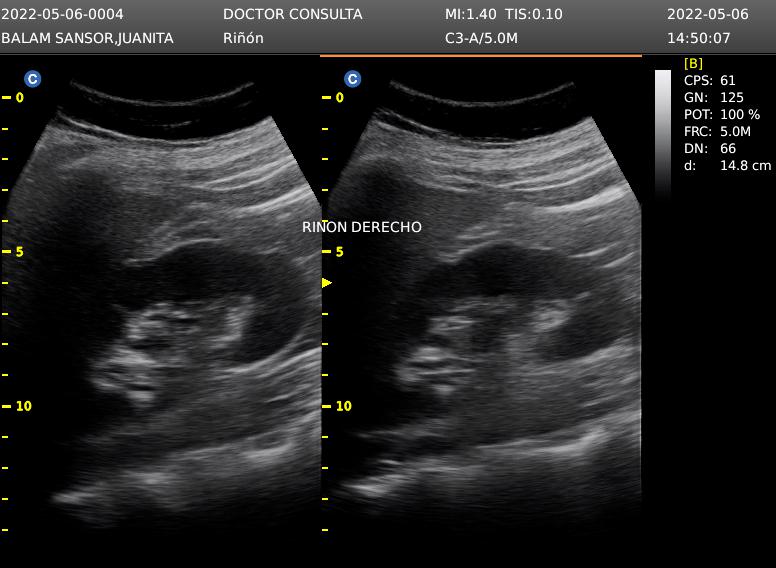 2022-05-06-0004 DOCTOR CONSULTA MI:1.40 TIS:0.10 2022-05-06
BALAM SANSOR,JUANITA Riñón C3-A/5.0M 14:50:07
C C
[B]
CPS: 61
GN: 125
POT: 100 %
FRC: 5.0M
DN: 66
d: 14.8 cm
0 0
RINON DERECHO
5 5
10 10